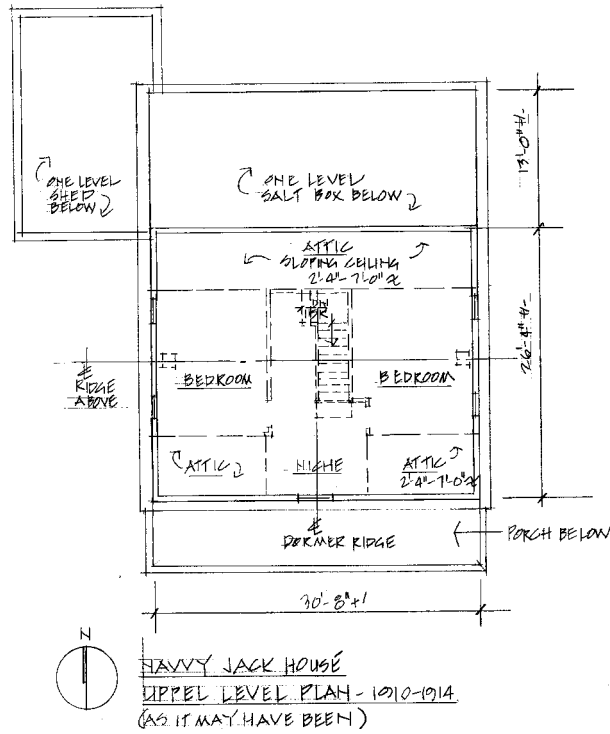 ONE LEVEL
SHED
BELOW
ONE LEVEL
SALT BOX BELOW
13'-0" +/-
ATTIC
SLOPING CEILING
2'-4"-7'-0" ±
DN
BEDROOM
BEDROOM
26'-4" +/-
℄
RIDGE
ABOVE
ATTIC
NICHE
ATTIC
2'-4"-7'-0" ±
℄
DORMER RIDGE
PORCH BELOW
30'-8" +/
N
NAVVY JACK HOUSE
UPPEL LEVEL PLAN - 1910-1914
(AS IT MAY HAVE BEEN)